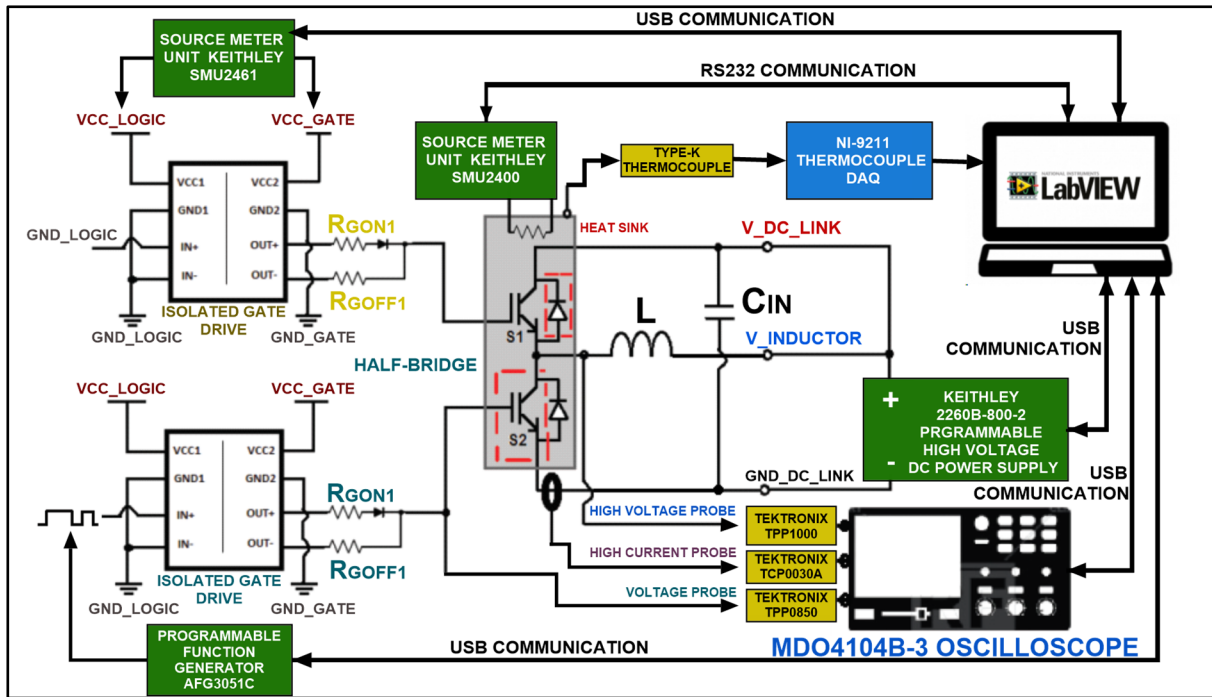 USB COMMUNICATION
SOURCE METER
UNIT KEITHLEY
SMU2461
RS232 COMMUNICATION
VCC_LOGIC
VCC_GATE
SOURCE METER
UNIT KEITHLEY
SMU2400
TYPE-K
THERMOCOUPLE
NI-9211
THERMOCOUPLE
DAQ
NATIONAL INSTRUMENTS
LabVIEW
VCC1
VCC2
GND1
GND2
GND_LOGIC
IN+
OUT+
IN-
OUT-
RGON1
RGOFF1
HEAT SINK
V_DC_LINK
ISOLATED GATE
DRIVE
GND_LOGIC
GND_GATE
S1
L
CIN
V_INDUCTOR
USB
COMMUNICATION
HALF-BRIDGE
VCC_LOGIC
VCC_GATE
S2
+
-
KEITHLEY
2260B-800-2
PRGRAMMABLE
HIGH VOLTAGE
DC POWER SUPPLY
VCC1
VCC2
GND1
GND2
IN+
OUT+
IN-
OUT-
RGON1
RGOFF1
GND_DC_LINK
USB
COMMUNICATION
HIGH VOLTAGE PROBE
TEKTRONIX
TPP1000
HIGH CURRENT PROBE
TEKTRONIX
TCP0030A
VOLTAGE PROBE
TEKTRONIX
TPP0850
ISOLATED GATE
DRIVE
GND_LOGIC
GND_GATE
MDO4104B-3 OSCILLOSCOPE
PROGRAMMABLE
FUNCTION
GENERATOR
AFG3051C
USB COMMUNICATION